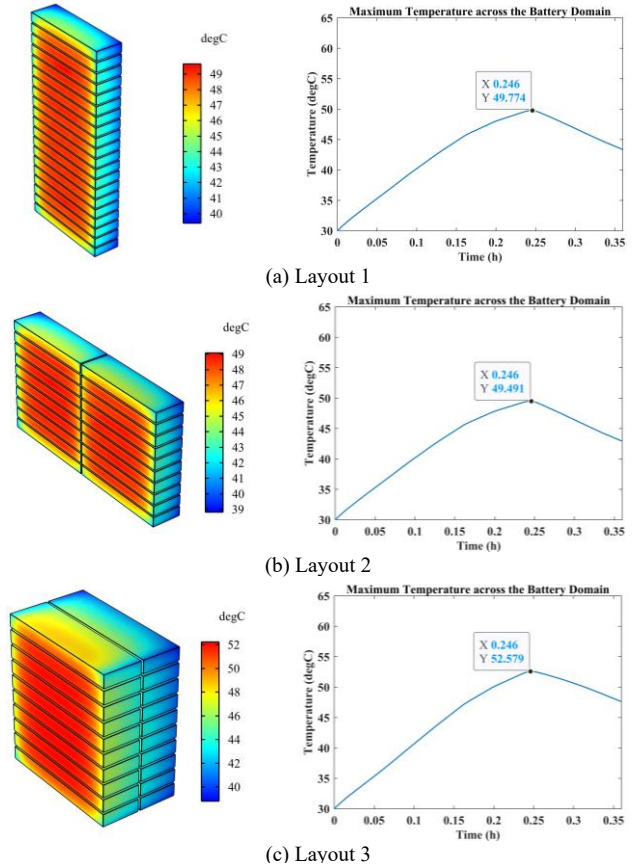 degC
49
48
47
46
45
44
43
42
41
40
Maximum Temperature across the Battery Domain
65
60
55
50
45
40
35
30
Temperature (degC)
X 0.246
Y 49.774
0 0.05 0.1 0.15 0.2 0.25 0.3 0.35
Time (h)
(a) Layout 1
degC
49
48
47
46
45
44
43
42
41
40
39
Maximum Temperature across the Battery Domain
65
60
55
50
45
40
35
30
Temperature (degC)
X 0.246
Y 49.491
0 0.05 0.1 0.15 0.2 0.25 0.3 0.35
Time (h)
(b) Layout 2
degC
52
50
48
46
44
42
40
Maximum Temperature across the Battery Domain
65
60
55
50
45
40
35
30
Temperature (degC)
X 0.246
Y 52.579
0 0.05 0.1 0.15 0.2 0.25 0.3 0.35
Time (h)
(c) Layout 3